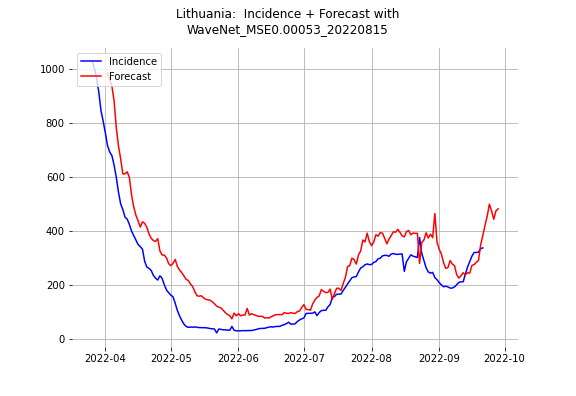 Lithuania:  Incidence + Forecast with
WaveNet_MSE0.00053_20220815
Incidence
Forecast
1000
800
600
400
200
0
2022-04 2022-05 2022-06 2022-07 2022-08 2022-09 2022-10